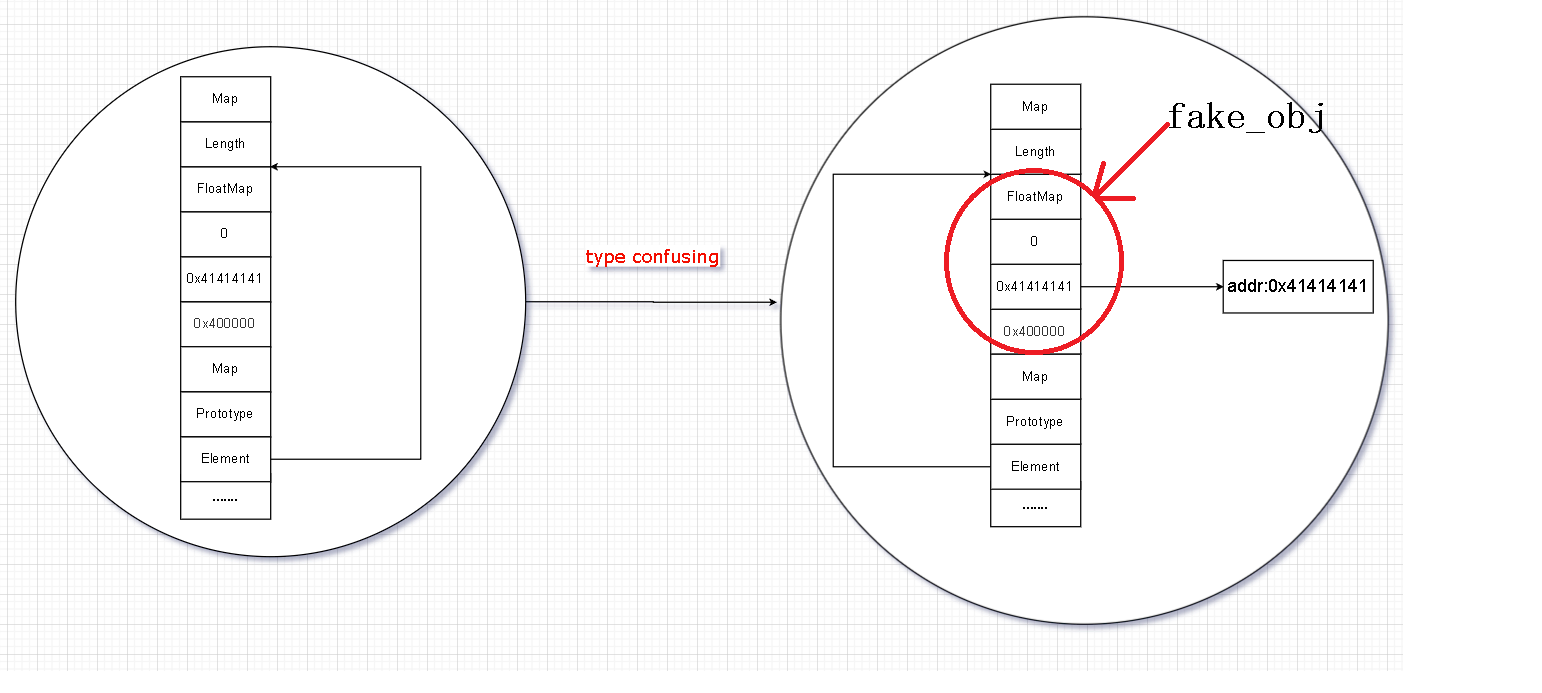 Map
Length
FloatMap
0
0x41414141
0x400000
Map
Prototype
Element
.......
type confusing
Map
Length
FloatMap
0
0x41414141
0x400000
Map
Prototype
Element
.......
fake_obj
addr:0x41414141